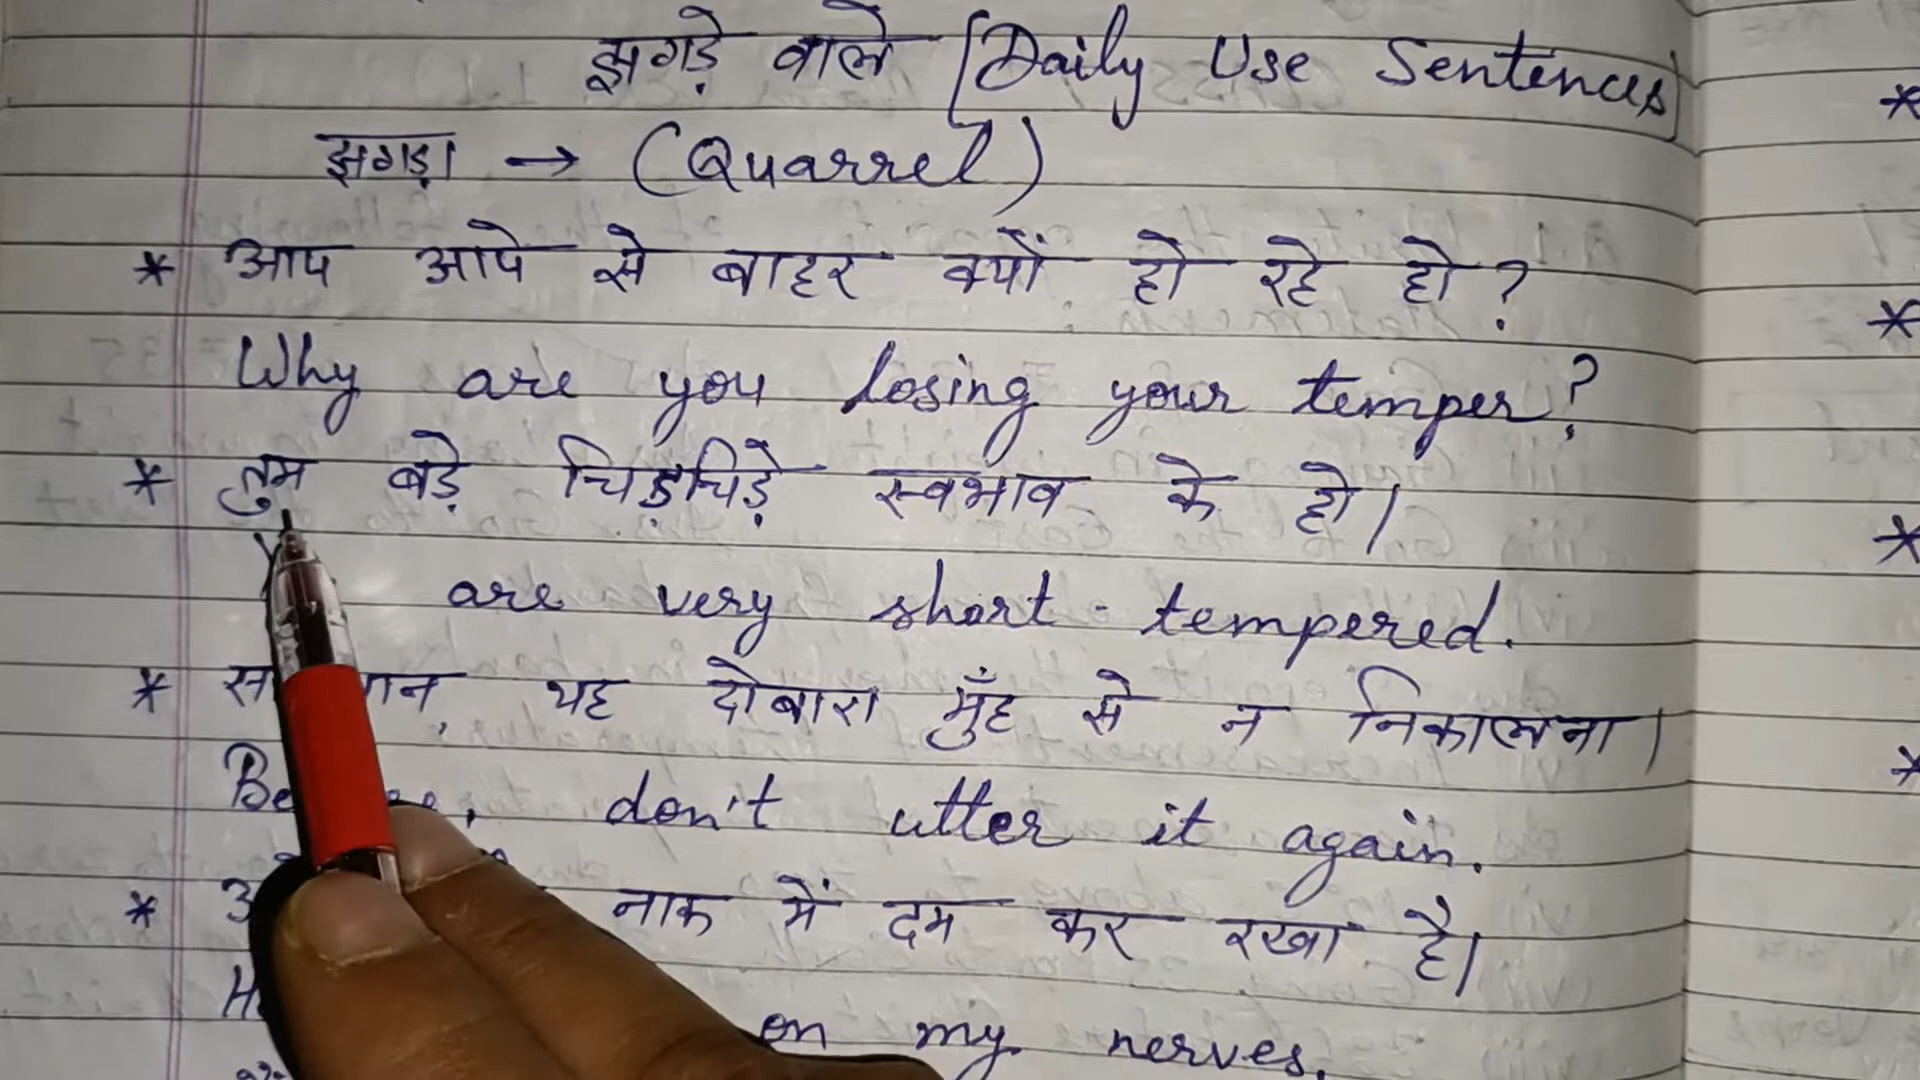 झगड़े वाले [Daily Use Sentences]
झगड़ा → (Quarrel)
* आप आपे से बाहर क्यों हो रहे हो?
Why are you losing your temper?
* तुम बड़े चिड़चिड़े स्वभाव के हो।
are very short-tempered.
* यह दोबारा मुँह से न निकालना।
don't utter it again.
* नाक में दम कर रखा है।
on my nerves.